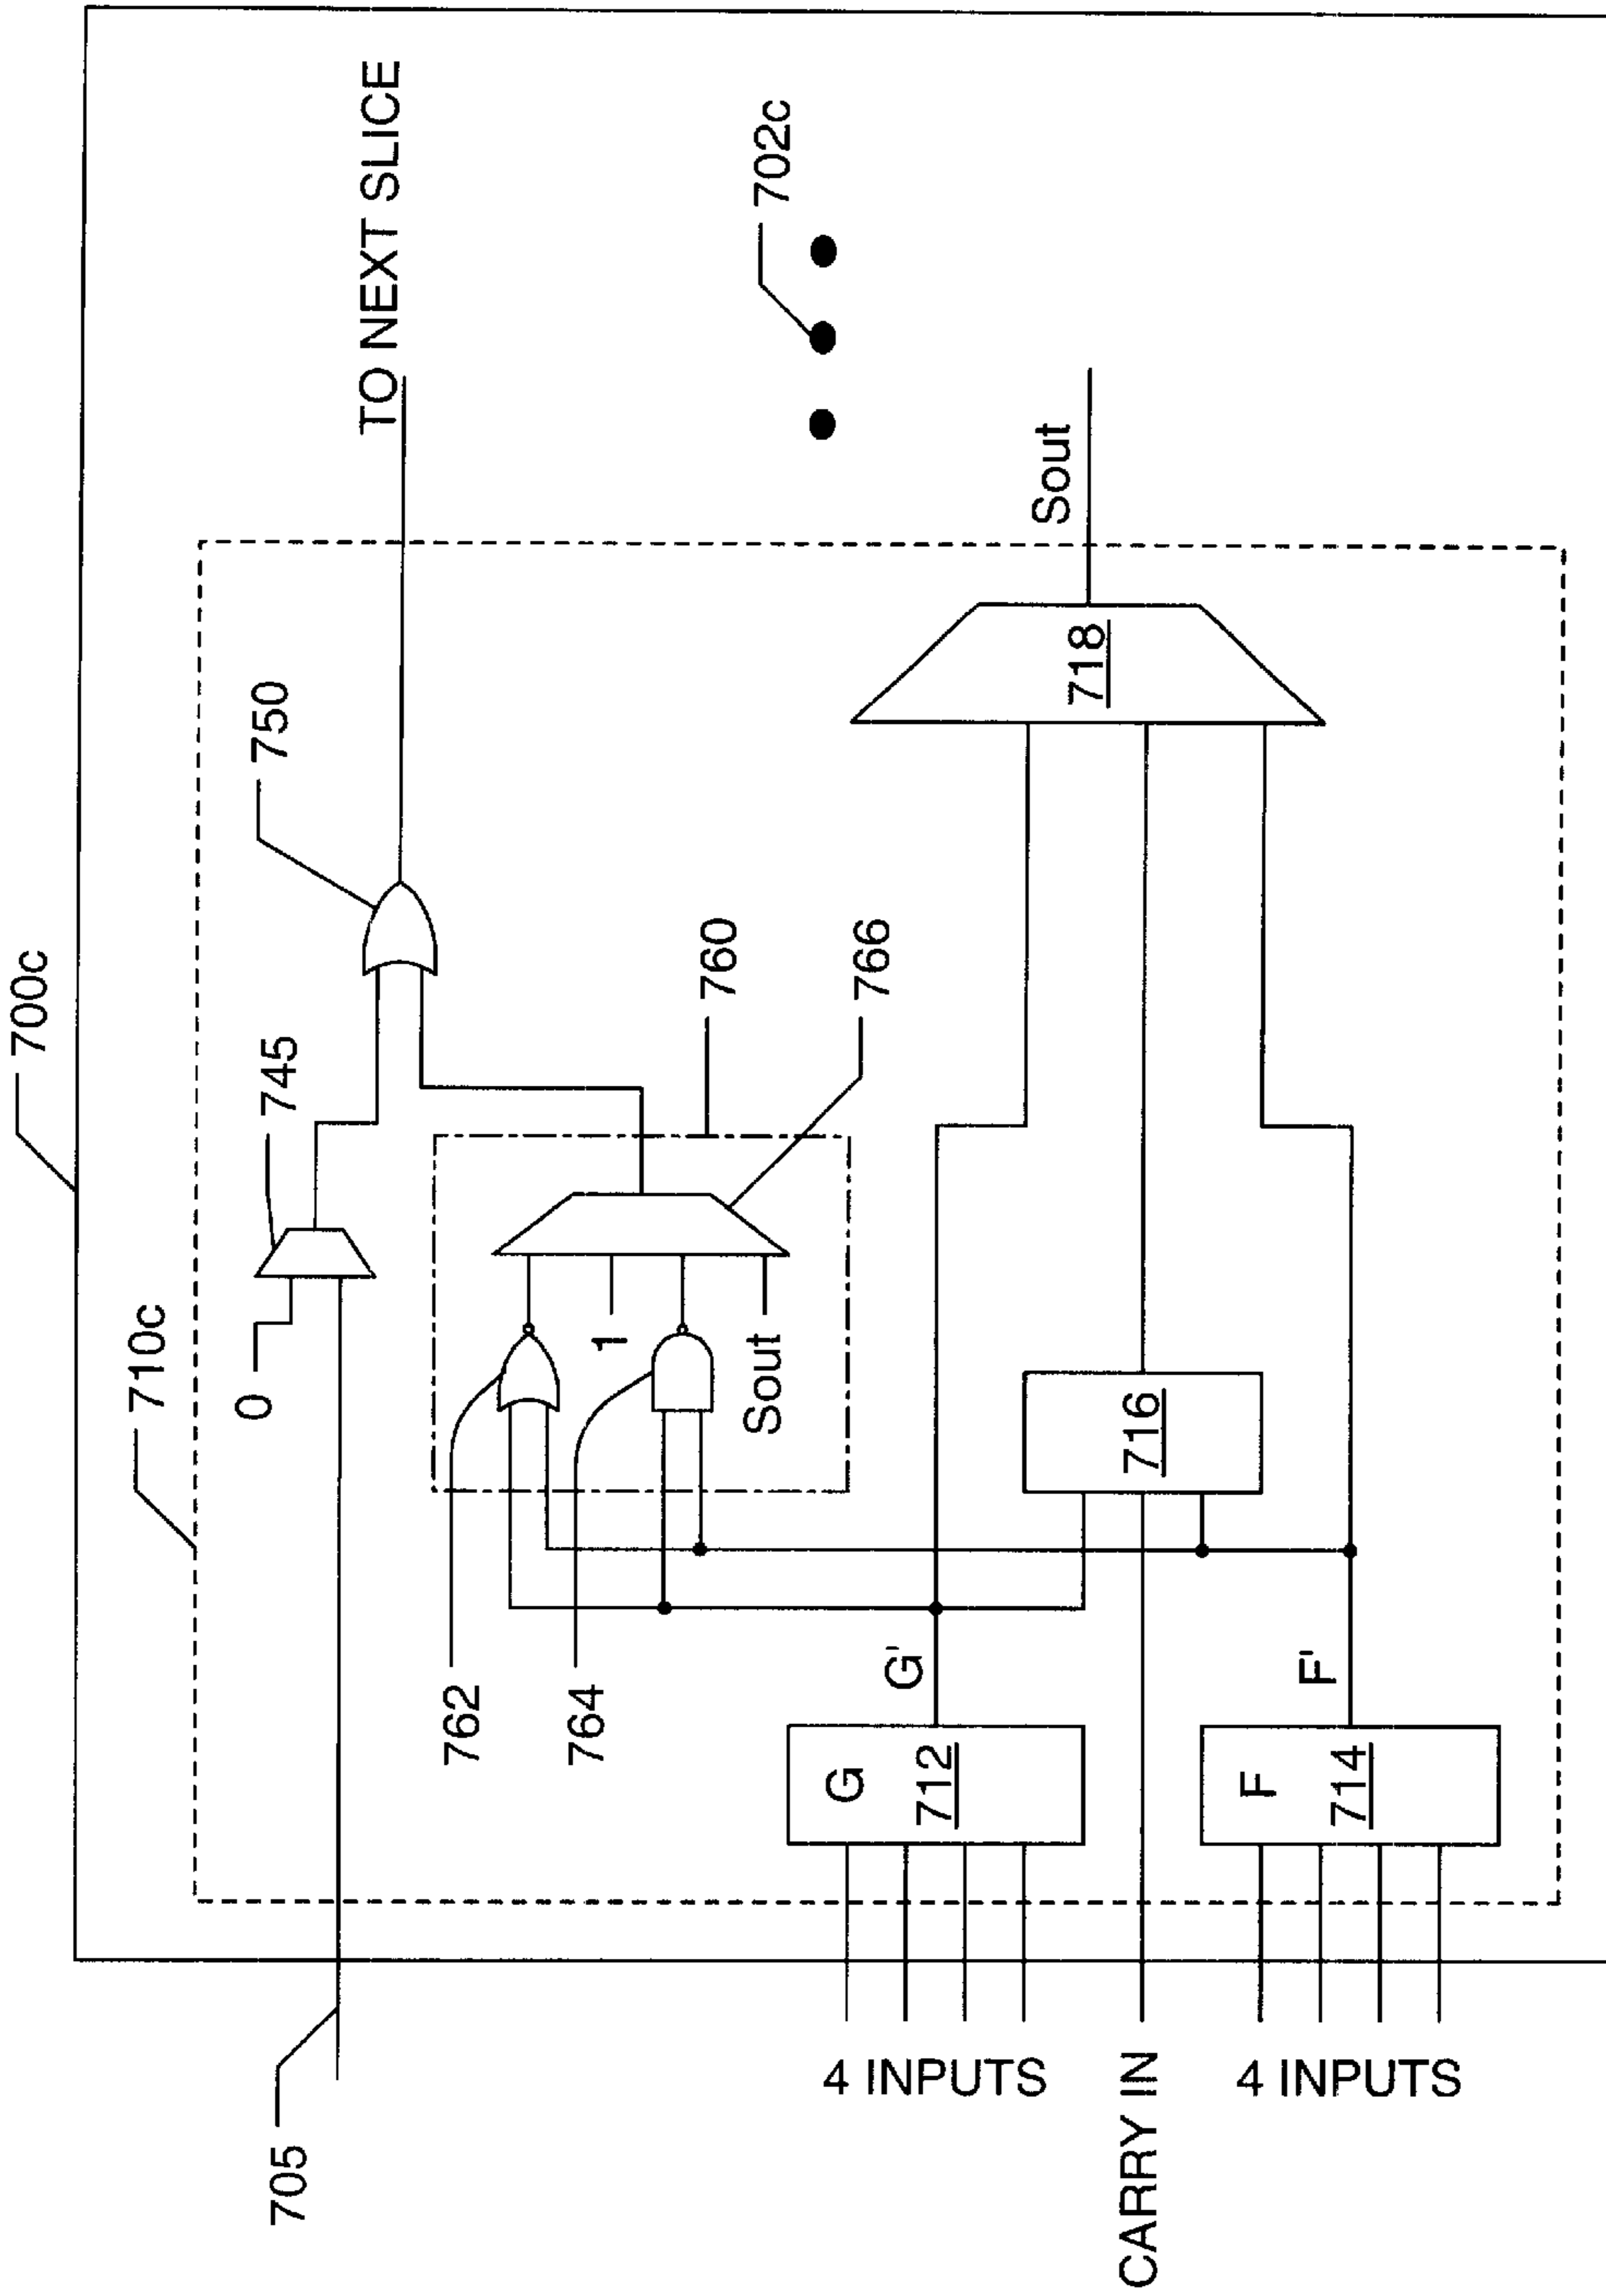 700c
710c
0
745
750
TO NEXT SLICE
705
762
764
1
Sout
760
766
702c
G
712
G'
4 INPUTS
CARRY IN
716
718
Sout
F
714
F'
4 INPUTS